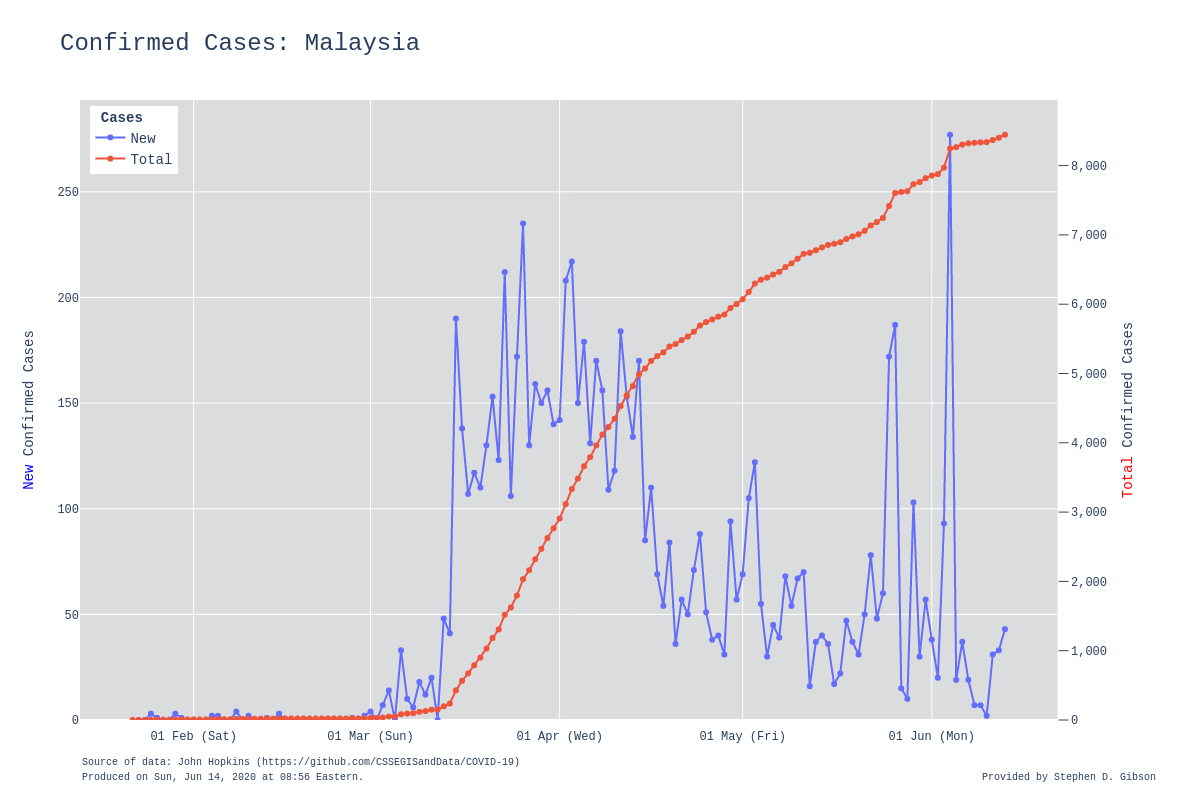 Confirmed Cases: Malaysia
Cases
New
Total
250
200
150
100
50
0
8,000
7,000
6,000
5,000
4,000
3,000
2,000
1,000
0
New Confirmed Cases
Total Confirmed Cases
01 Feb (Sat)
01 Mar (Sun)
01 Apr (Wed)
01 May (Fri)
01 Jun (Mon)
Source of data: John Hopkins (https://github.com/CSSEGISandData/COVID-19)
Produced on Sun, Jun 14, 2020 at 08:56 Eastern.
Provided by Stephen D. Gibson